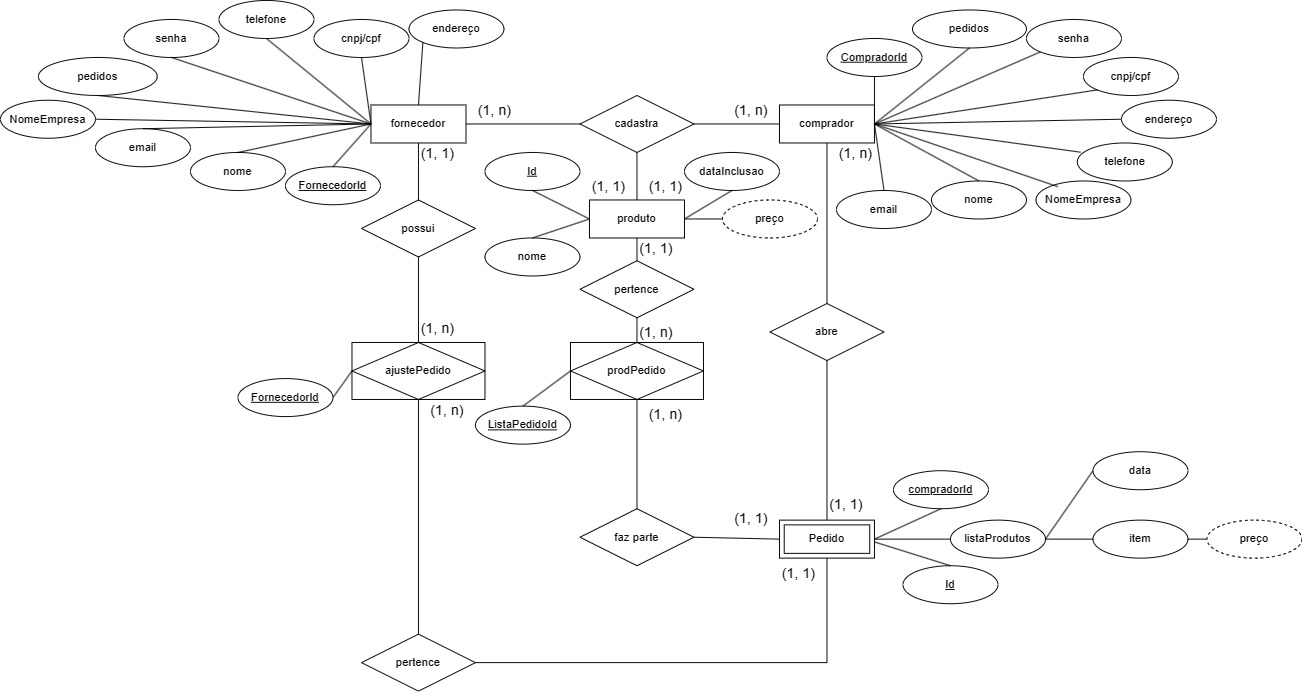 telefone
pedidos
endereço
senha
cnpj/cpf
senha
CompradorId
pedidos
cnpj/cpf
NomeEmpresa
fornecedor
(1, n)
cadastra
(1, n)
comprador
endereço
email
(1, 1)
(1, n)
telefone
nome
Id
dataInclusao
FornecedorId
(1, 1)
(1, 1)
nome
NomeEmpresa
email
produto
preço
possui
(1, 1)
nome
pertence
(1, n)
(1, n)
abre
ajustePedido
prodPedido
FornecedorId
(1, n)
(1, n)
ListaPedidoId
data
compradorId
(1, 1)
(1, 1)
faz parte
Pedido
listaProdutos
item
preço
(1, 1)
Id
pertence